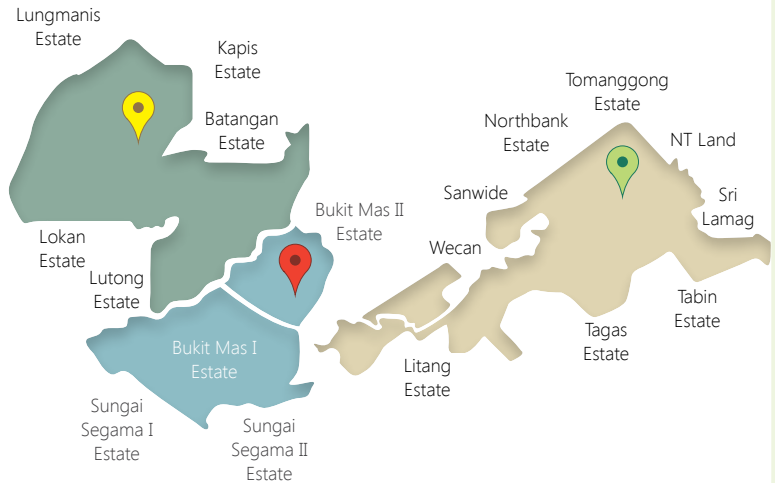 Lungmanis
Estate
Kapis
Estate
Batangan
Estate
Tomanggong
Estate
Northbank
Estate
NT Land
Sanwide
Sri
Lamag
Bukit Mas II
Estate
Lokan
Estate
Wecan
Lutong
Estate
Tabin
Estate
Tagas
Estate
Bukit Mas I
Estate
Litang
Estate
Sungai
Segama I
Estate
Sungai
Segama II
Estate